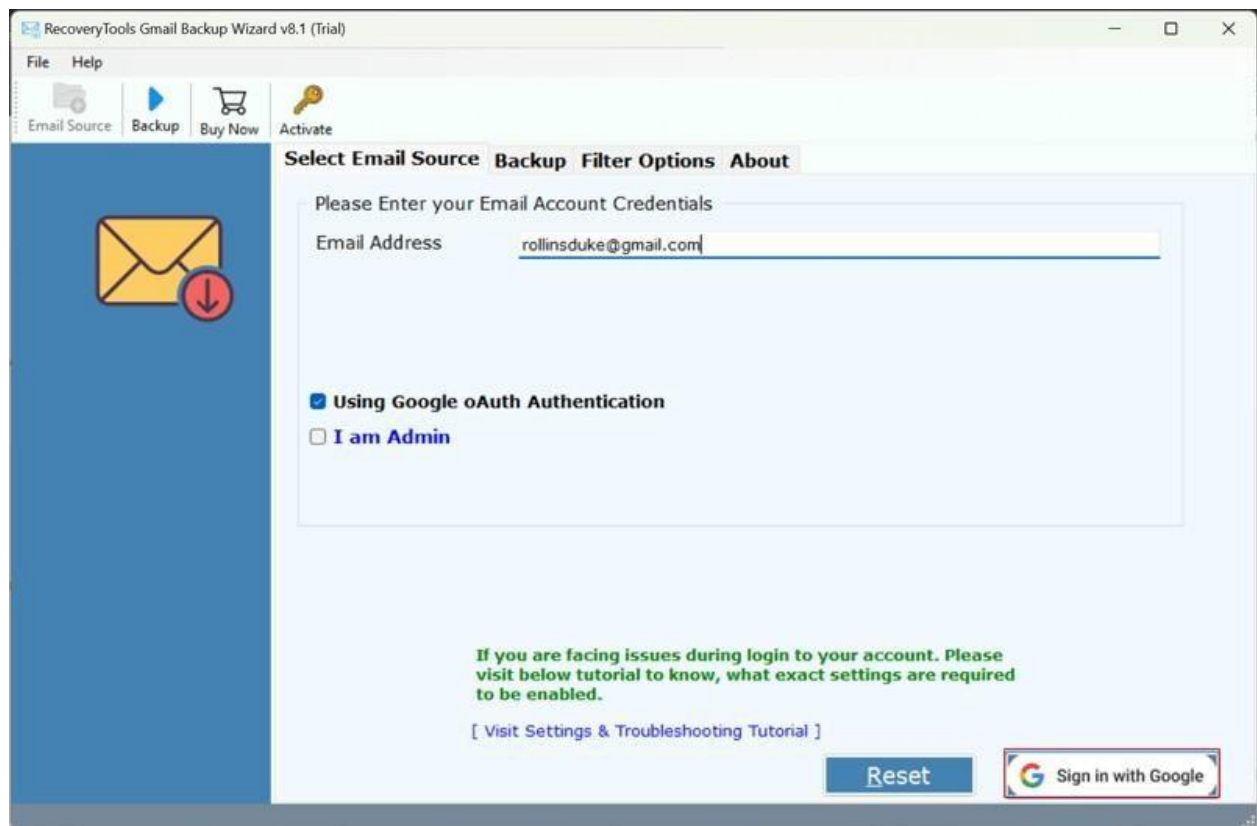 RecoveryTools Gmail Backup Wizard v8.1 (Trial)
File Help
Email Source Backup Buy Now Activate
Select Email Source Backup Filter Options About
Please Enter your Email Account Credentials
Email Address rollinsduke@gmail.com
Using Google oAuth Authentication
I am Admin
If you are facing issues during login to your account. Please
visit below tutorial to know, what exact settings are required
to be enabled.
[ Visit Settings & Troubleshooting Tutorial ]
Reset Sign in with Google